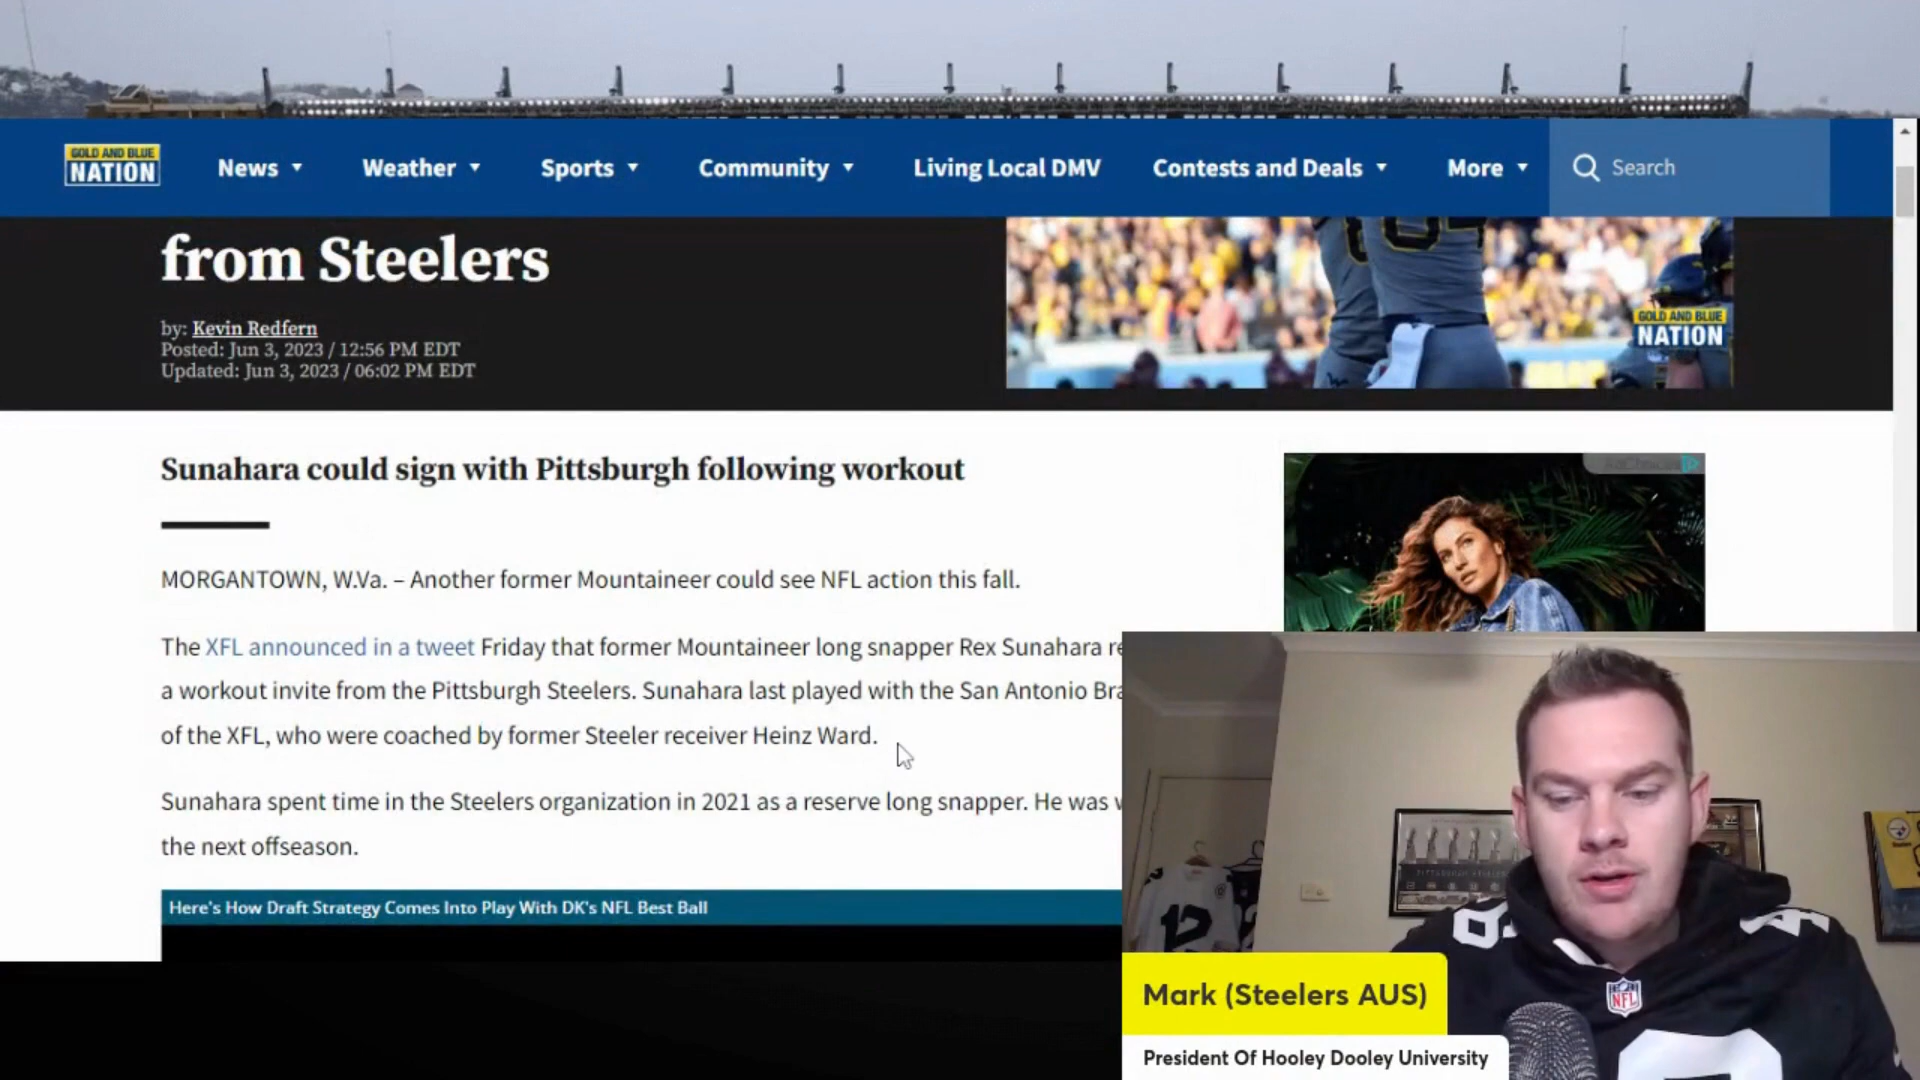 GOLD AND BLUE
NATION
News
Weather
Sports
Community
Living Local DMV
Contests and Deals
More
Search
from Steelers
by: Kevin Redfern
Posted: Jun 3, 2023 / 12:56 PM EDT
Updated: Jun 3, 2023 / 06:02 PM EDT
GOLD AND BLUE
NATION
Sunahara could sign with Pittsburgh following workout
MORGANTOWN, W.Va. – Another former Mountaineer could see NFL action this fall.
The XFL announced in a tweet Friday that former Mountaineer long snapper Rex Sunahara
a workout invite from the Pittsburgh Steelers. Sunahara last played with the San Antonio
of the XFL, who were coached by former Steeler receiver Heinz Ward.
Sunahara spent time in the Steelers organization in 2021 as a reserve long snapper. He was
the next offseason.
Here's How Draft Strategy Comes Into Play With DK's NFL Best Ball
12
NFL
Mark (Steelers AUS)
President Of Hooley Dooley University